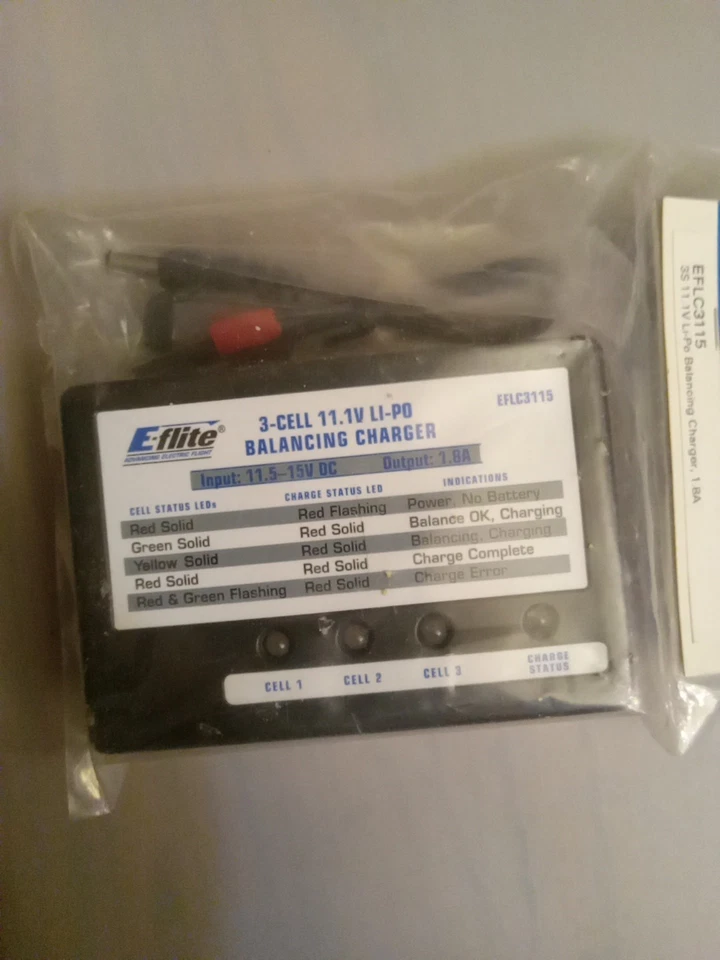 E-flite®
ADVANCING ELECTRIC FLIGHT
3-CELL 11.1V LI-PO
BALANCING CHARGER
EFLC3115
Input: 11.5–15V DC Output: 1.8A
CELL STATUS LEDs CHARGE STATUS LED INDICATIONS
Red Solid Red Flashing Power, No Battery
Green Solid Red Solid Balance OK, Charging
Yellow Solid Red Solid Balancing, Charging
Red Solid Red Solid Charge Complete
Red & Green Flashing Red Solid Charge Error
CELL 1 CELL 2 CELL 3 CHARGE
STATUS
EFLC3115
3S 11.1V Li-Po Balancing Charger, 1.8A